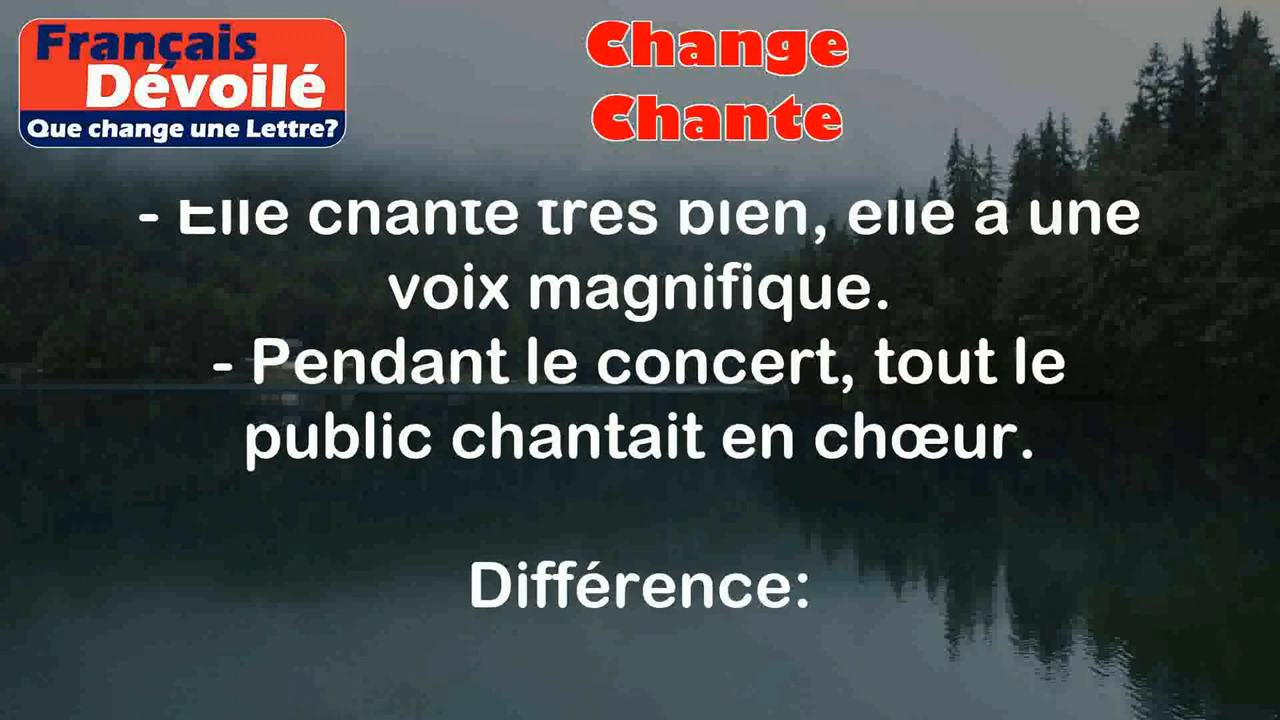 Français
Dévoilé
Que change une Lettre?
Change
Chante
- Elle chante très bien, elle a une
voix magnifique.
- Pendant le concert, tout le
public chantait en chœur.
Différence: